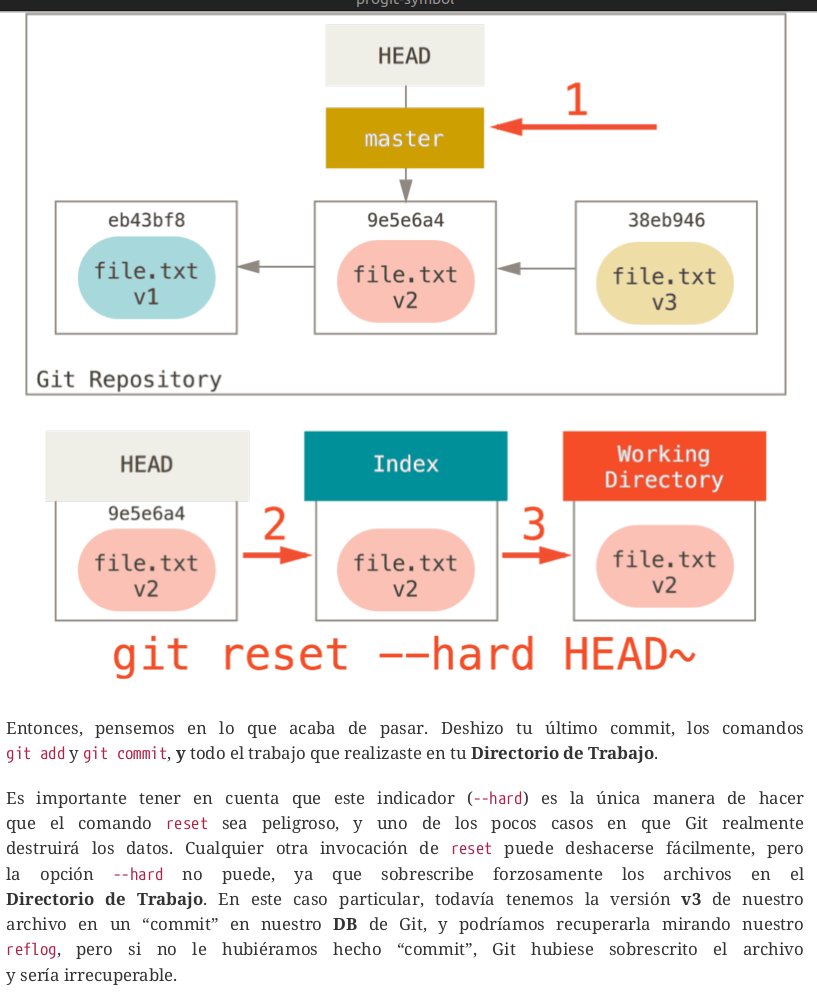 progit-symbol
HEAD
1
master
eb43bf8
9e5e6a4
38eb946
file.txt
v1
file.txt
v2
file.txt
v3
Git Repository
HEAD
Index
Working
Directory
9e5e6a4
2
3
file.txt
v2
file.txt
v2
file.txt
v2
git reset --hard HEAD~
Entonces, pensemos en lo que acaba de pasar. Deshizo tu último commit, los comandos
git add y git commit, y todo el trabajo que realizaste en tu Directorio de Trabajo.
Es importante tener en cuenta que este indicador (--hard) es la única manera de hacer
que el comando reset sea peligroso, y uno de los pocos casos en que Git realmente
destruirá los datos. Cualquier otra invocación de reset puede deshacerse fácilmente, pero
la opción --hard no puede, ya que sobrescribe forzosamente los archivos en el
Directorio de Trabajo. En este caso particular, todavía tenemos la versión v3 de nuestro
archivo en un “commit” en nuestro DB de Git, y podríamos recuperarla mirando nuestro
reflog, pero si no le hubiéramos hecho “commit”, Git hubiese sobrescrito el archivo
y sería irrecuperable.